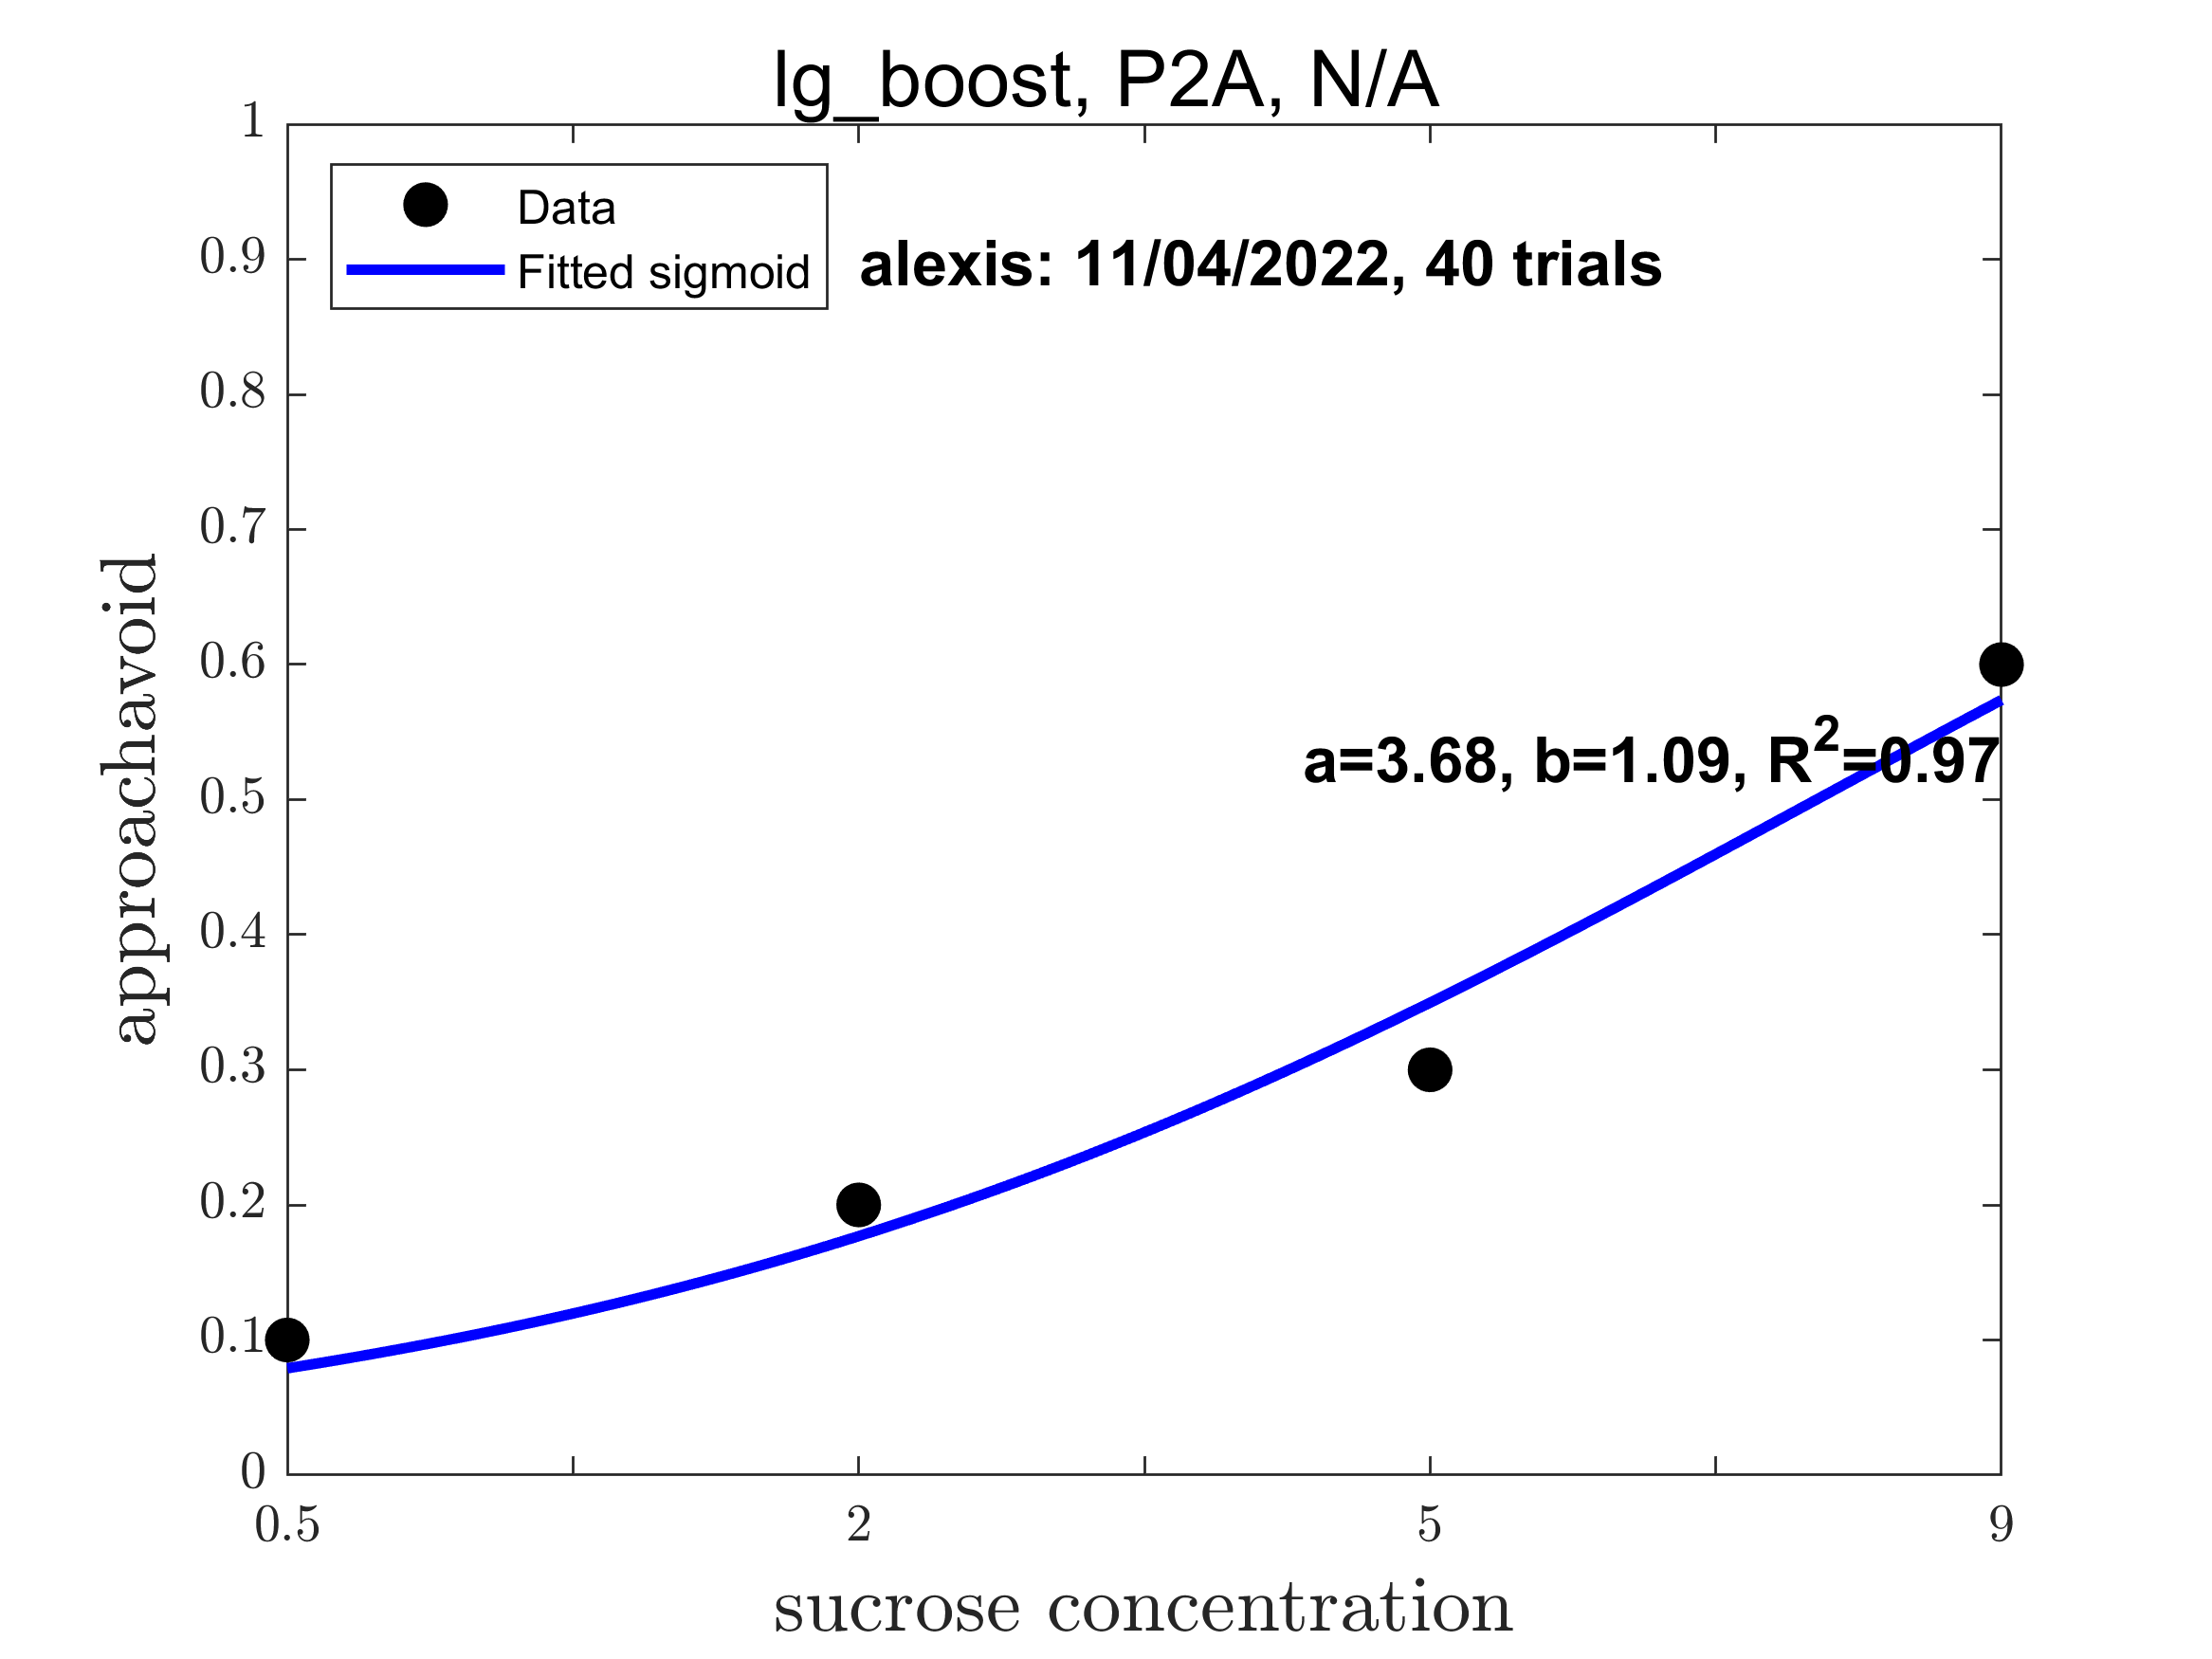 lg_boost, P2A, N/A
1
0.9
0.8
0.7
0.6
0.5
0.4
0.3
0.2
0.1
0
Data
Fitted sigmoid
alexis: 11/04/2022, 40 trials
a=3.68, b=1.09, R²=0.97
approachavoid
0.5 2 5 9
sucrose concentration